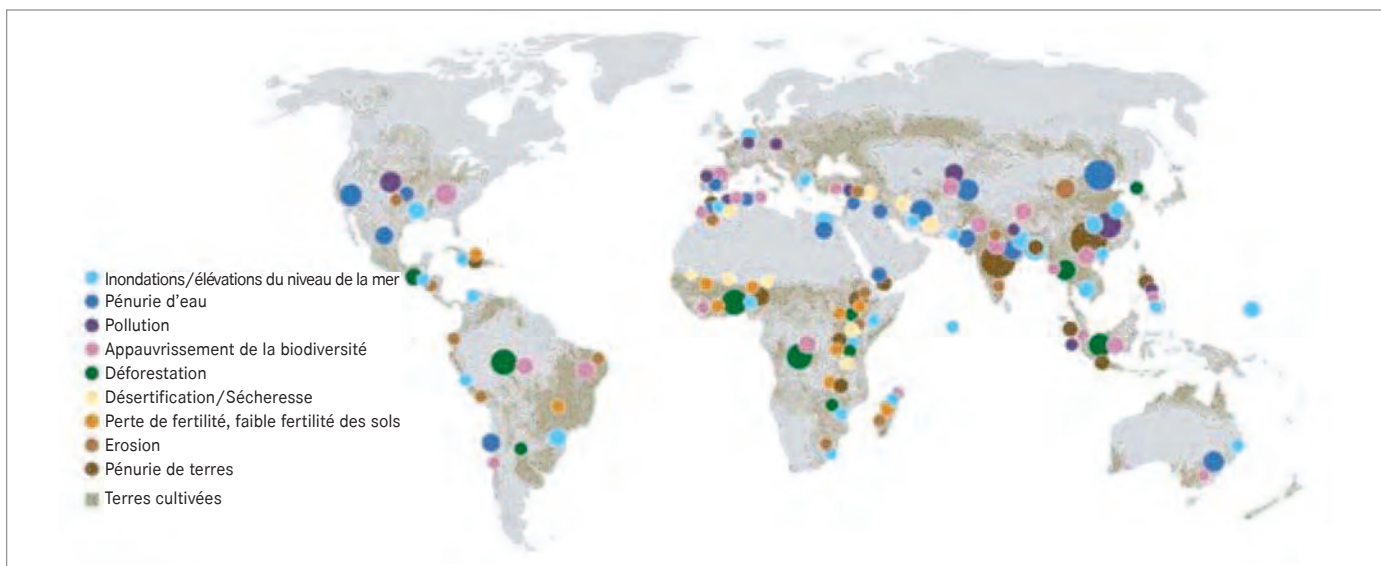 Inondations/élévations du niveau de la mer
Pénurie d'eau
Pollution
Appauvrissement de la biodiversité
Déforestation
Désertification/Sécheresse
Perte de fertilité, faible fertilité des sols
Erosion
Pénurie de terres
Terres cultivées